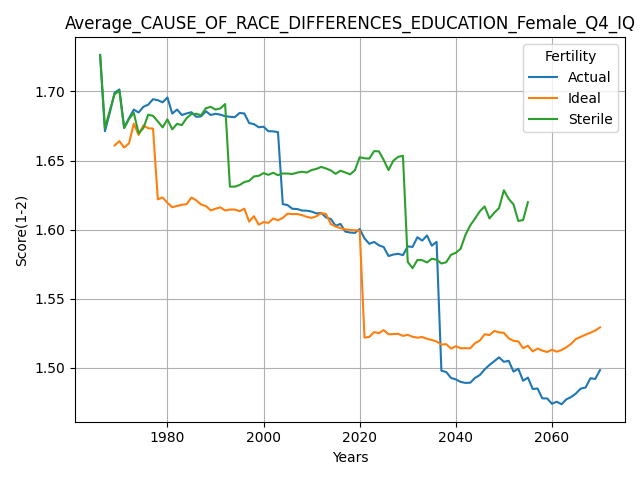 Average_CAUSE_OF_RACE_DIFFERENCES_EDUCATION_Female_Q4_IQ
Fertility
Actual
Ideal
Sterile
Score(1-2)
1.70
1.65
1.60
1.55
1.50
1980
2000
2020
2040
2060
Years